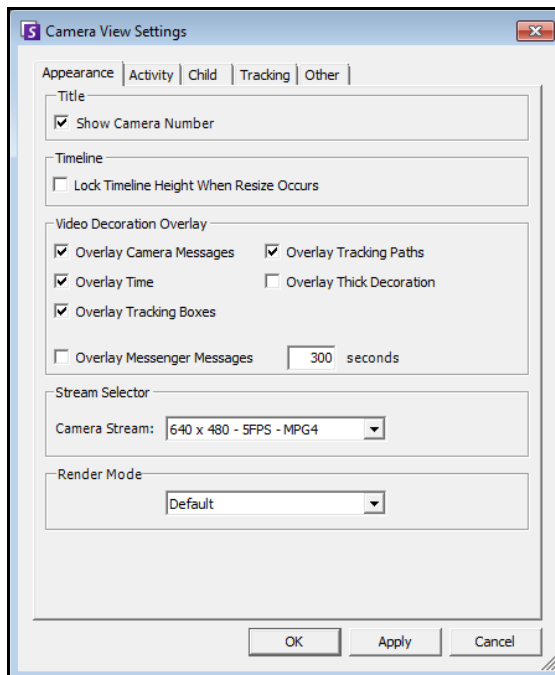 Camera View Settings
Appearance Activity Child Tracking Other
Title
Show Camera Number
Timeline
Lock Timeline Height When Resize Occurs
Video Decoration Overlay
Overlay Camera Messages Overlay Tracking Paths
Overlay Time Overlay Thick Decoration
Overlay Tracking Boxes
Overlay Messenger Messages 300 seconds
Stream Selector
Camera Stream: 640 x 480 - 5FPS - MPG4
Render Mode
Default
OK Apply Cancel